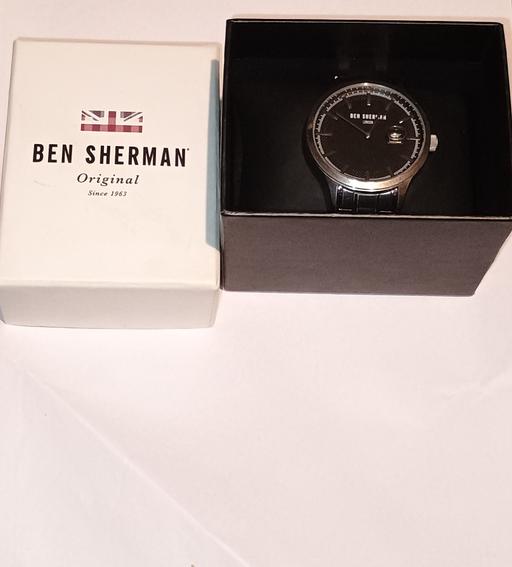 BEN SHERMAN
Original
Since 1963
BEN SHERMAN
LONDON